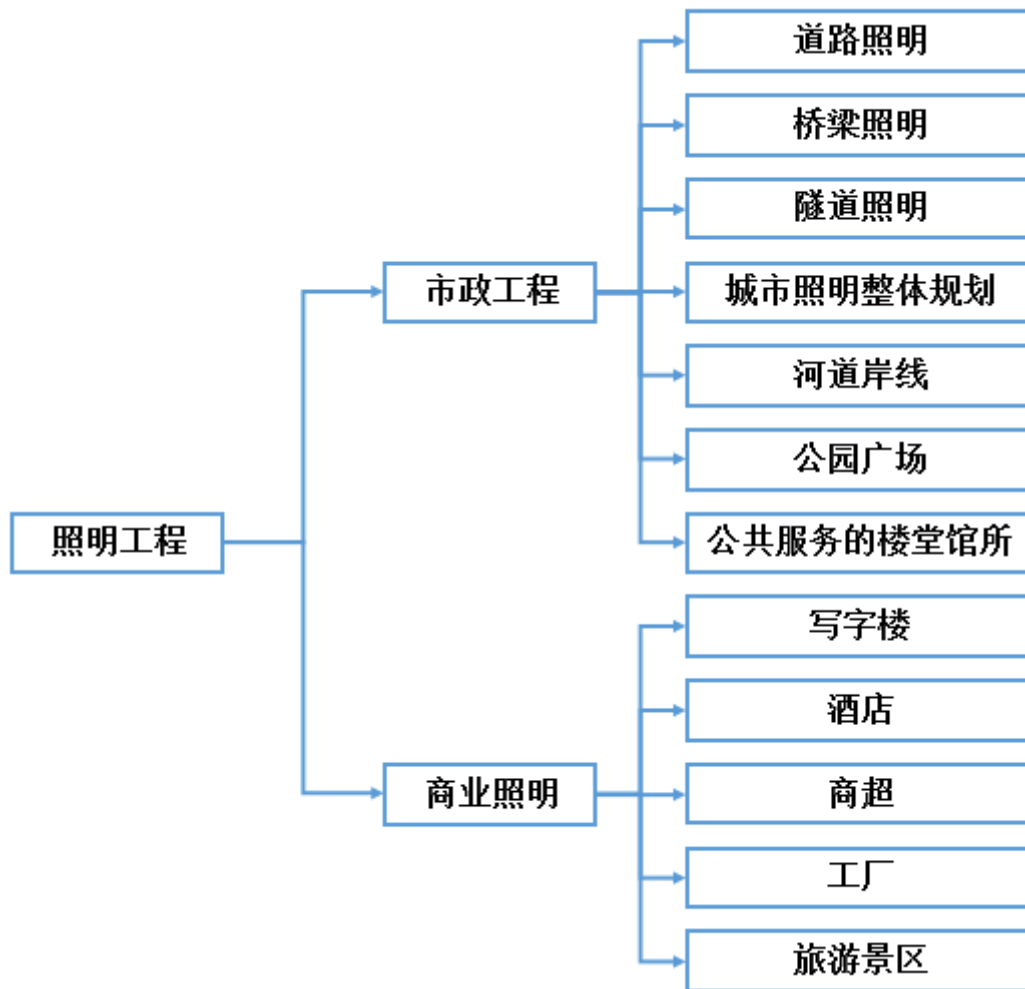 道路照明
桥梁照明
隧道照明
市政工程
城市照明整体规划
河道岸线
公园广场
照明工程
公共服务的楼堂馆所
写字楼
酒店
商业照明
商超
工厂
旅游景区